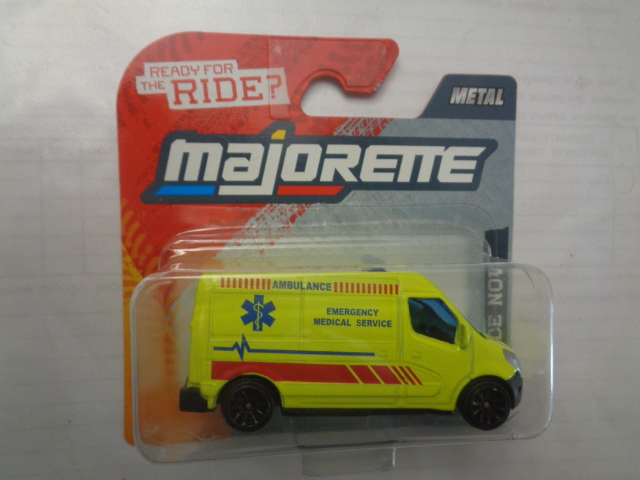 READY FOR
THE RIDE?
METAL
majorette
AMBULANCE
EMERGENCY
MEDICAL SERVICE